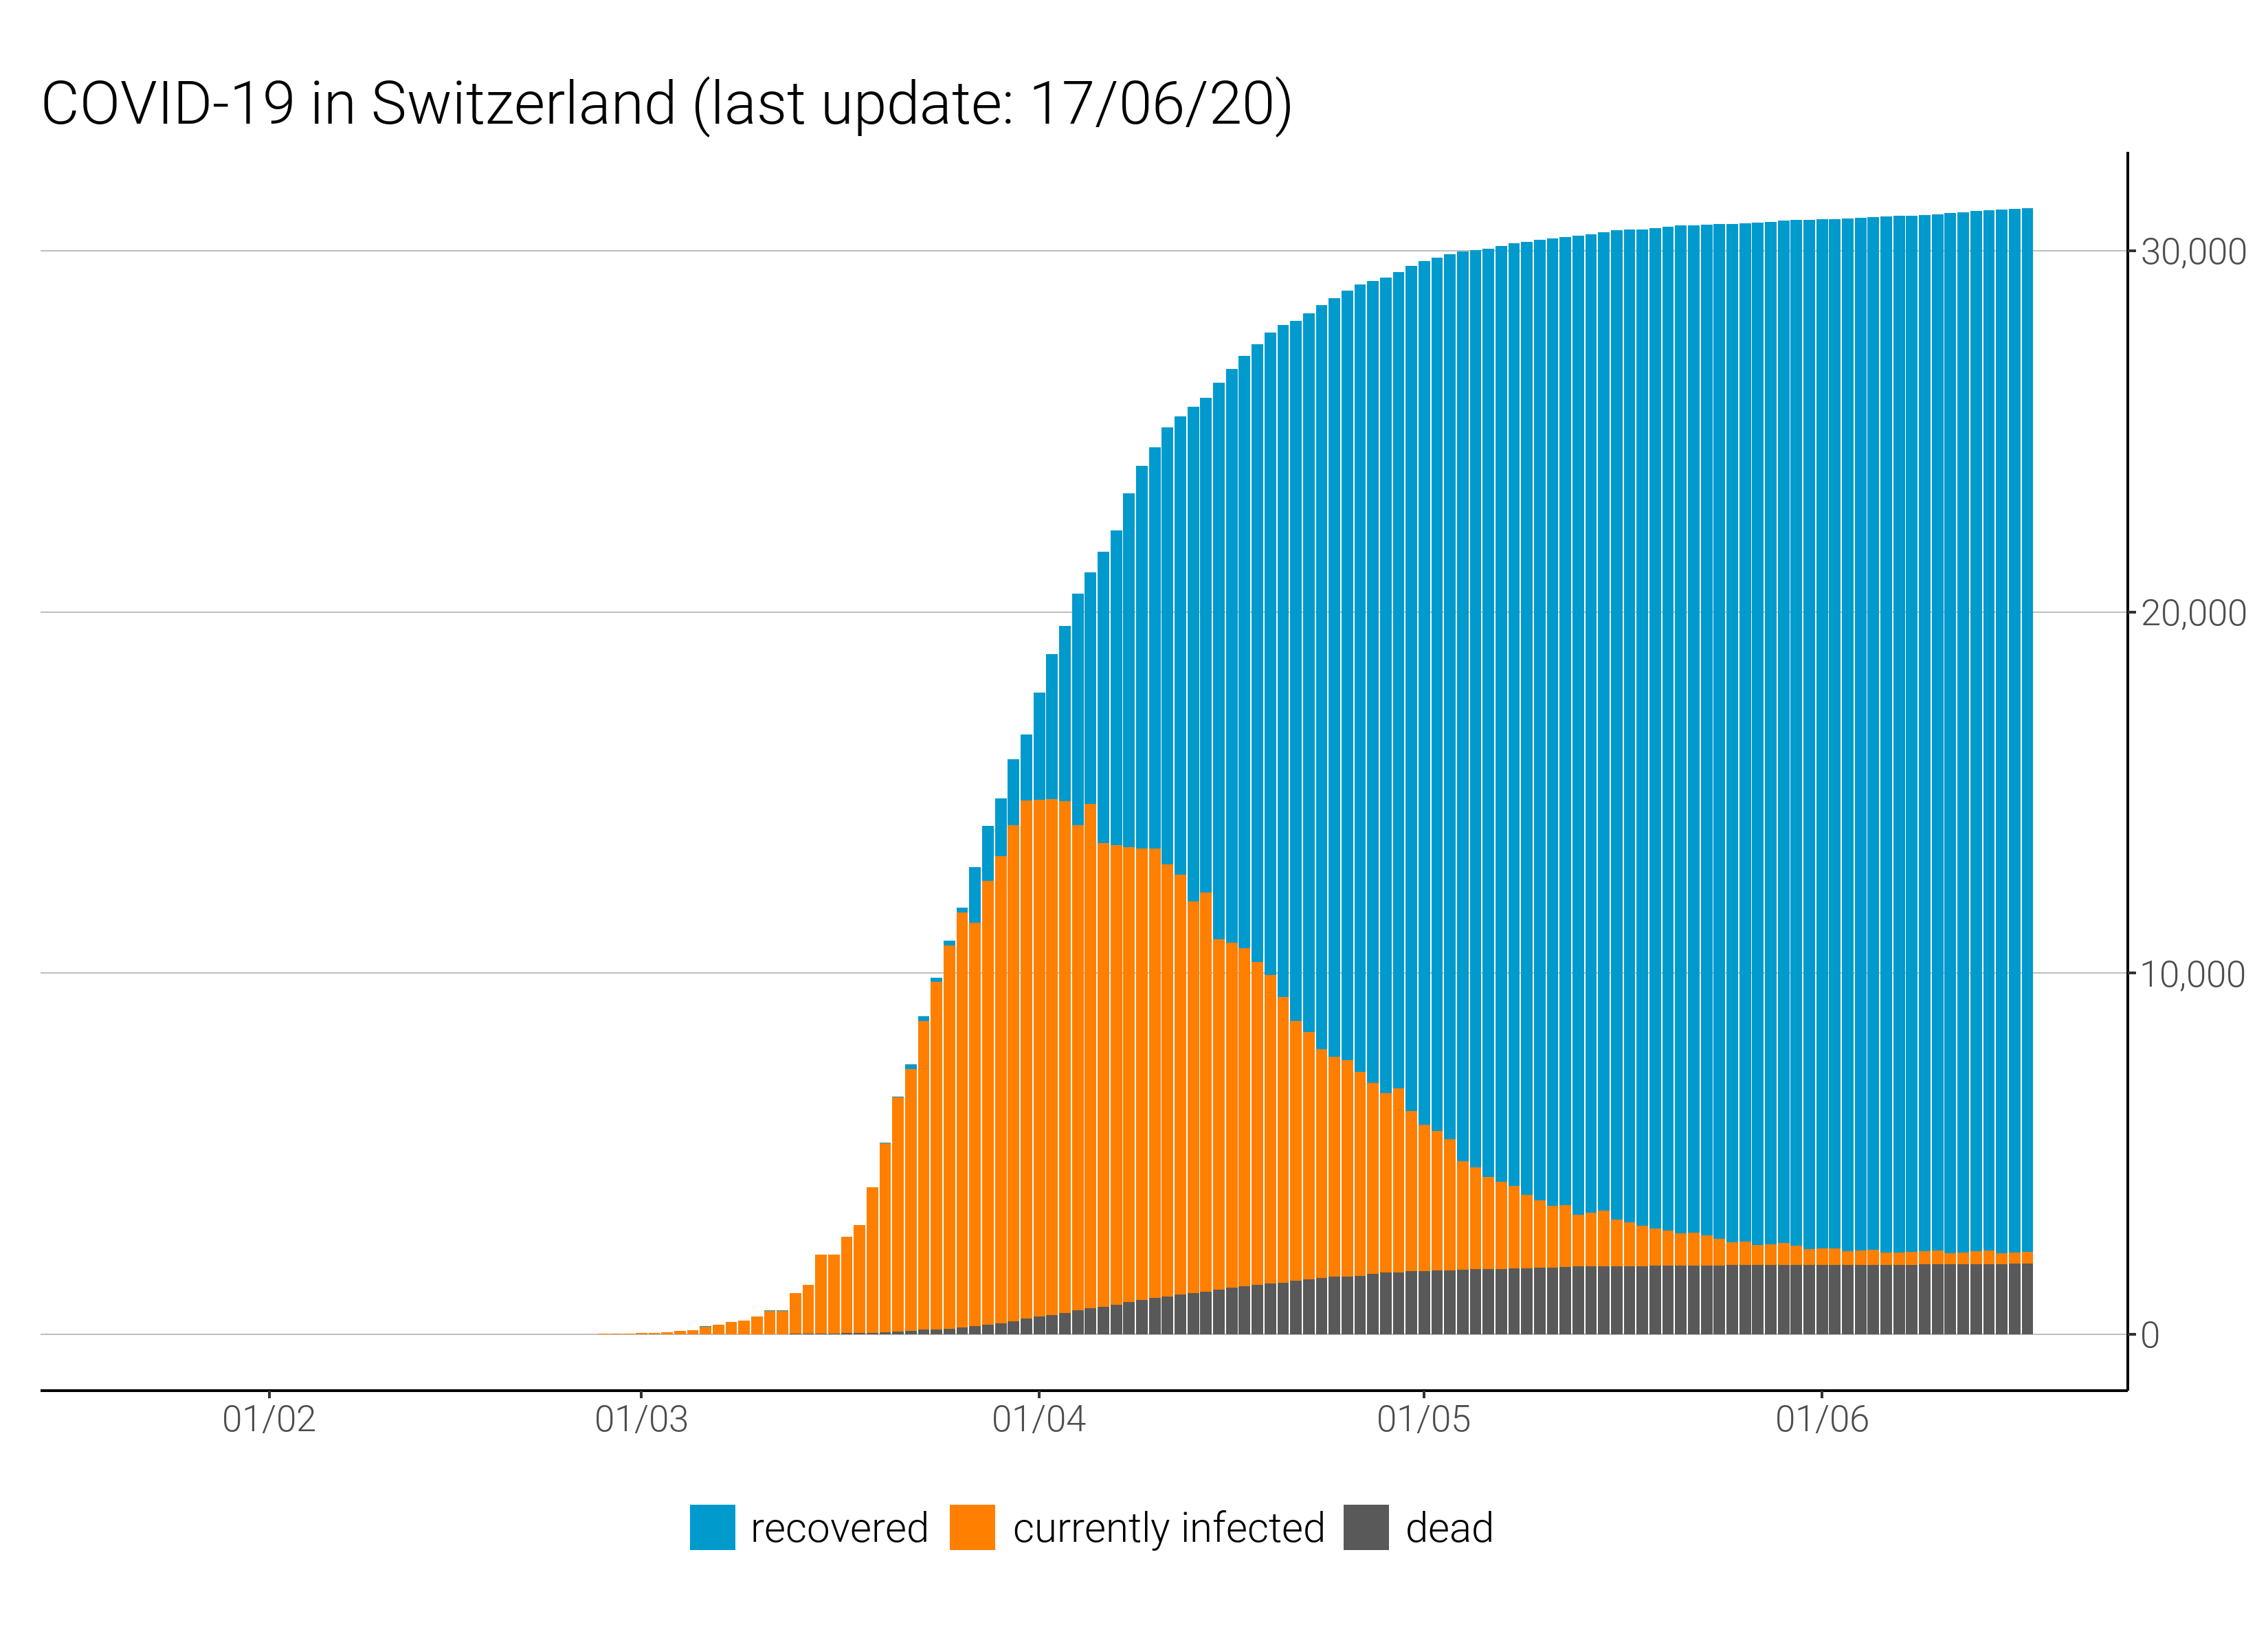 COVID-19 in Switzerland (last update: 17/06/20)
30,000
20,000
10,000
0
01/02 01/03 01/04 01/05 01/06
recovered currently infected dead